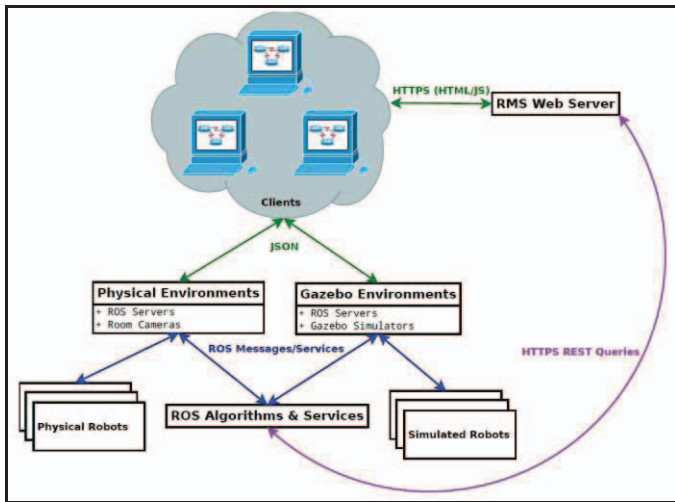 HTTPS (HTML/JS)
RMS Web Server
Clients
JSON
Physical Environments
+ ROS Servers
+ Room Cameras
Gazebo Environments
+ ROS Servers
+ Gazebo Simulators
ROS Messages/Services
HTTPS REST Queries
Physical Robots
ROS Algorithms & Services
Simulated Robots